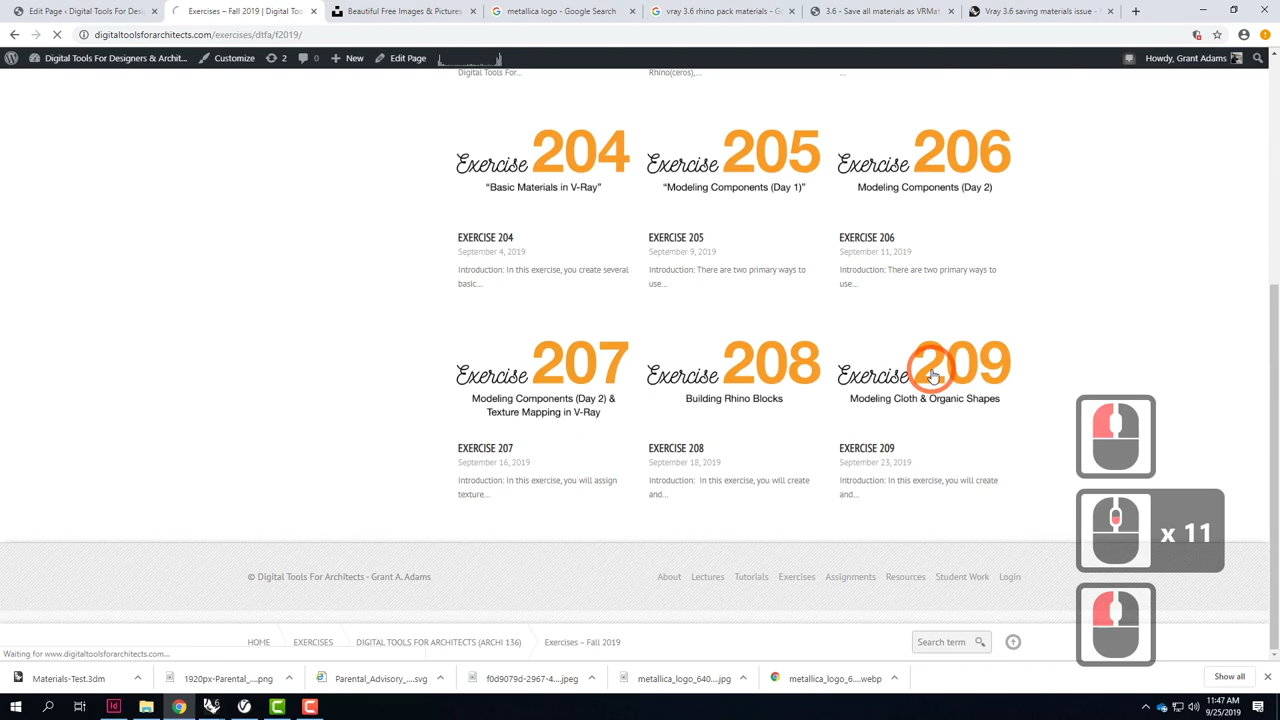 Edit Page ‹ Digital Tools For Desi
Exercises – Fall 2019 | Digital To
Beautiful Free Images & Pictures
metallica logo - Google Search
vray 3.6 rhino pack materials - G
3.6 - Save all materials as VRMat
Vray 3.6 saving material issue -
digitaltoolsforarchitects.com/exercises/dtfa/f2019/
Digital Tools For Designers & Archit...
Customize
2
0
New
Edit Page
Howdy, Grant Adams
Digital Tools For...
Rhino(ceros),...
...
Exercise 204
"Basic Materials in V-Ray"
Exercise 205
"Modeling Components (Day 1)"
Exercise 206
Modeling Components (Day 2)
EXERCISE 204
September 4, 2019
Introduction: In this exercise, you create several
basic...
EXERCISE 205
September 9, 2019
Introduction: There are two primary ways to
use...
EXERCISE 206
September 11, 2019
Introduction: There are two primary ways to
use...
Exercise 207
Modeling Components (Day 2) &
Texture Mapping in V-Ray
Exercise 208
Building Rhino Blocks
Exercise 209
Modeling Cloth & Organic Shapes
EXERCISE 207
September 16, 2019
Introduction: In this exercise, you will assign
texture...
EXERCISE 208
September 18, 2019
Introduction:  In this exercise, you will create
and...
EXERCISE 209
September 23, 2019
Introduction: In this exercise, you will create
and...
x 11
© Digital Tools For Architects - Grant A. Adams
About Lectures Tutorials Exercises Assignments Resources Student Work Login
HOME EXERCISES DIGITAL TOOLS FOR ARCHITECTS (ARCHI 136) Exercises – Fall 2019
Search term
Waiting for www.digitaltoolsforarchitects.com...
Materials-Test.3dm
1920px-Parental_....png
Parental_Advisory_....svg
f0d9079d-2967-4....jpeg
metallica_logo_640....jpg
metallica_logo_6....webp
Show all
11:47 AM
9/25/2019